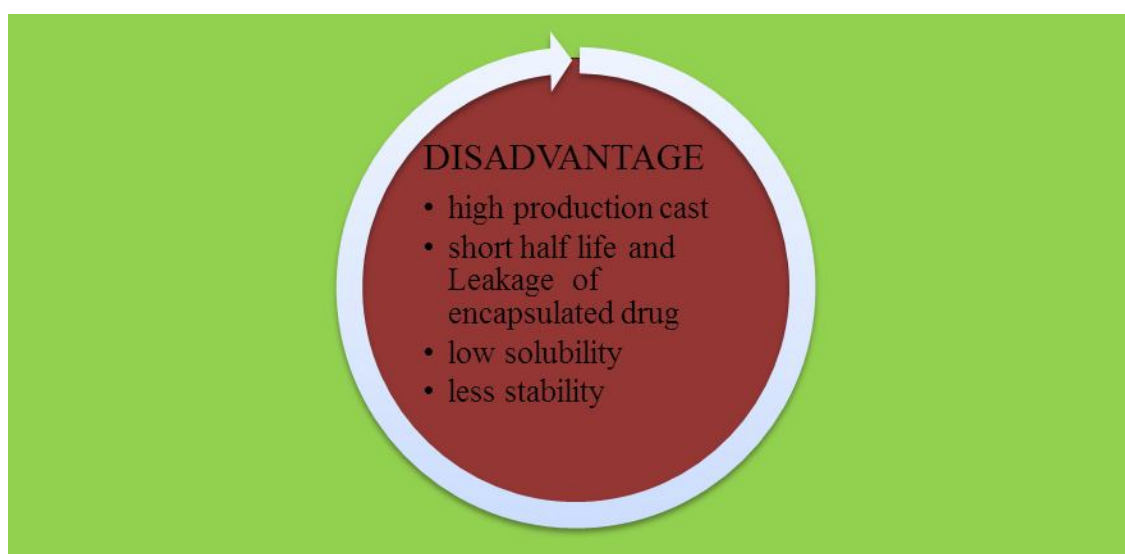 DISADVANTAGE
• high production cast
• short half life and
Leakage of
encapsulated drug
• low solubility
• less stability